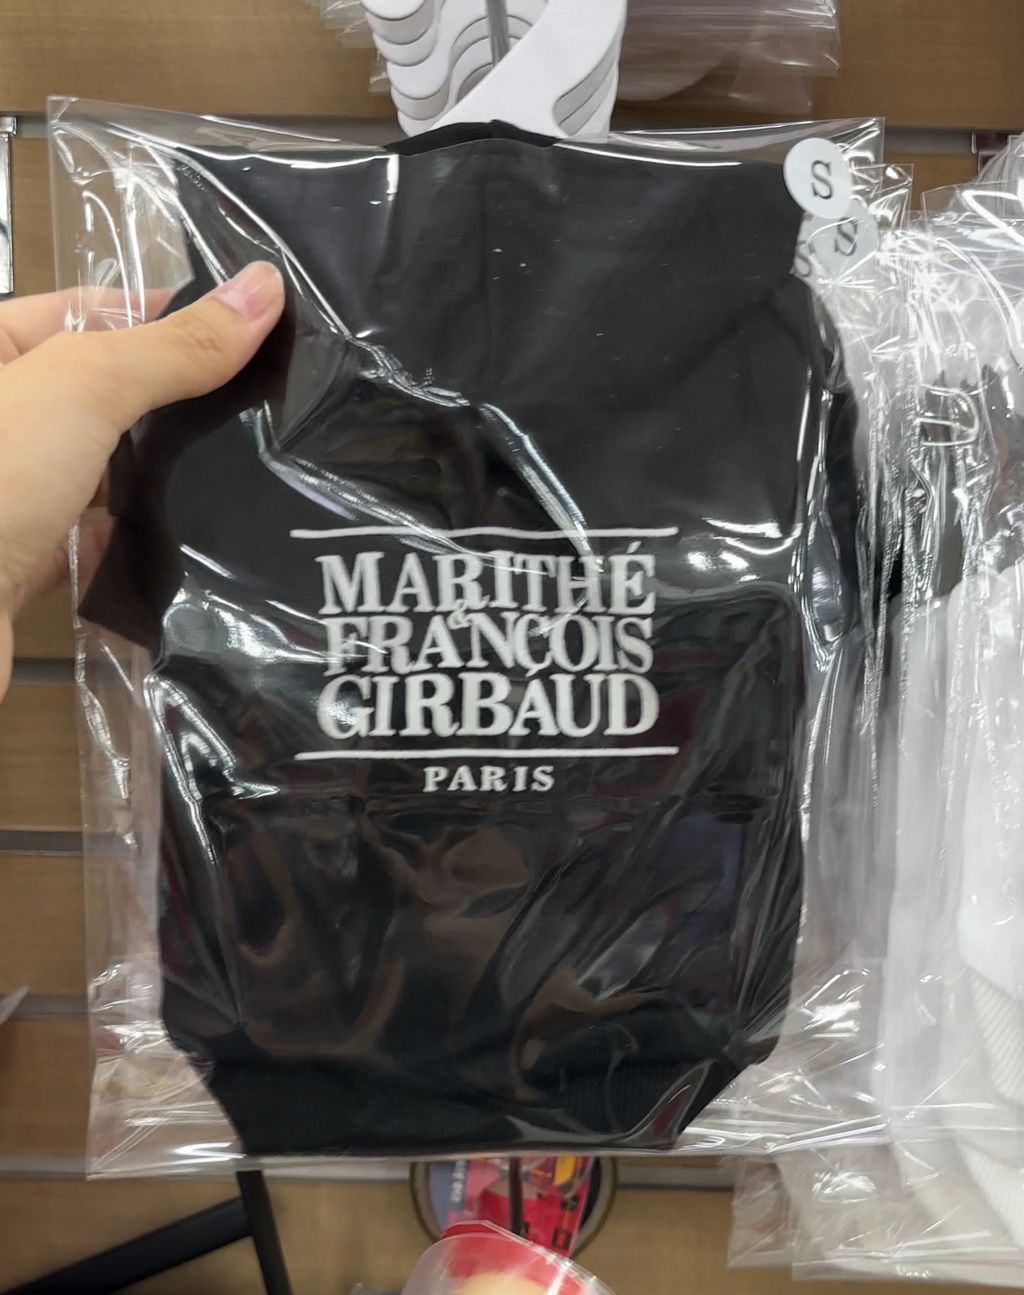 S
S
S
MARITHÉ
&
FRANÇOIS
GIRBAUD
PARIS